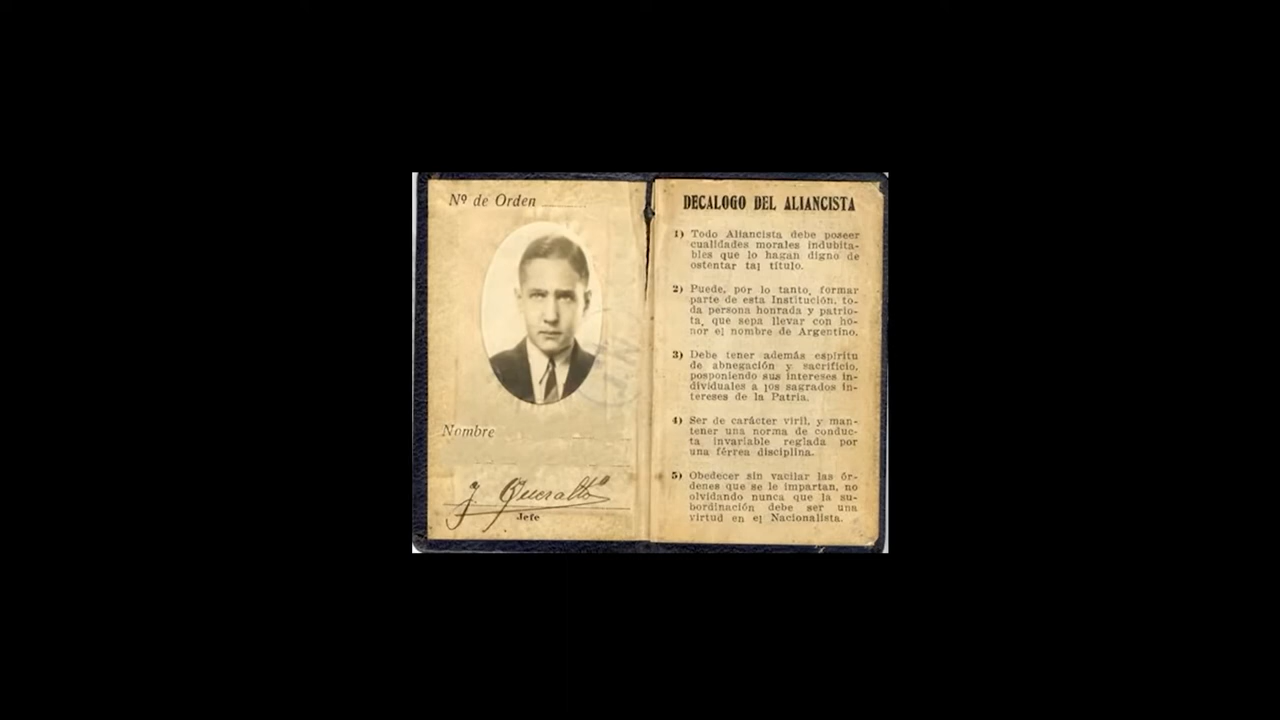 Nº de Orden
Nombre
J. Queraltó
Jefe
DECALOGO DEL ALIANCISTA
1) Todo Aliancista debe poseer
cualidades morales indubita-
bles que lo hagan digno de
ostentar tal título.
2) Puede, por lo tanto, formar
parte de esta Institución, to-
da persona honrada y patrio-
ta, que sepa llevar con ho-
nor el nombre de Argentino.
3) Debe tener además espíritu
de abnegación y sacrificio,
posponiendo sus intereses in-
dividuales a los sagrados in-
tereses de la Patria.
4) Ser de carácter viril, y man-
tener una norma de conduc-
ta invariable reglada por
una férrea disciplina.
5) Obedecer sin vacilar las ór-
denes que se le impartan, no
olvidando nunca que la su-
bordinación debe ser una
virtud en el Nacionalista.